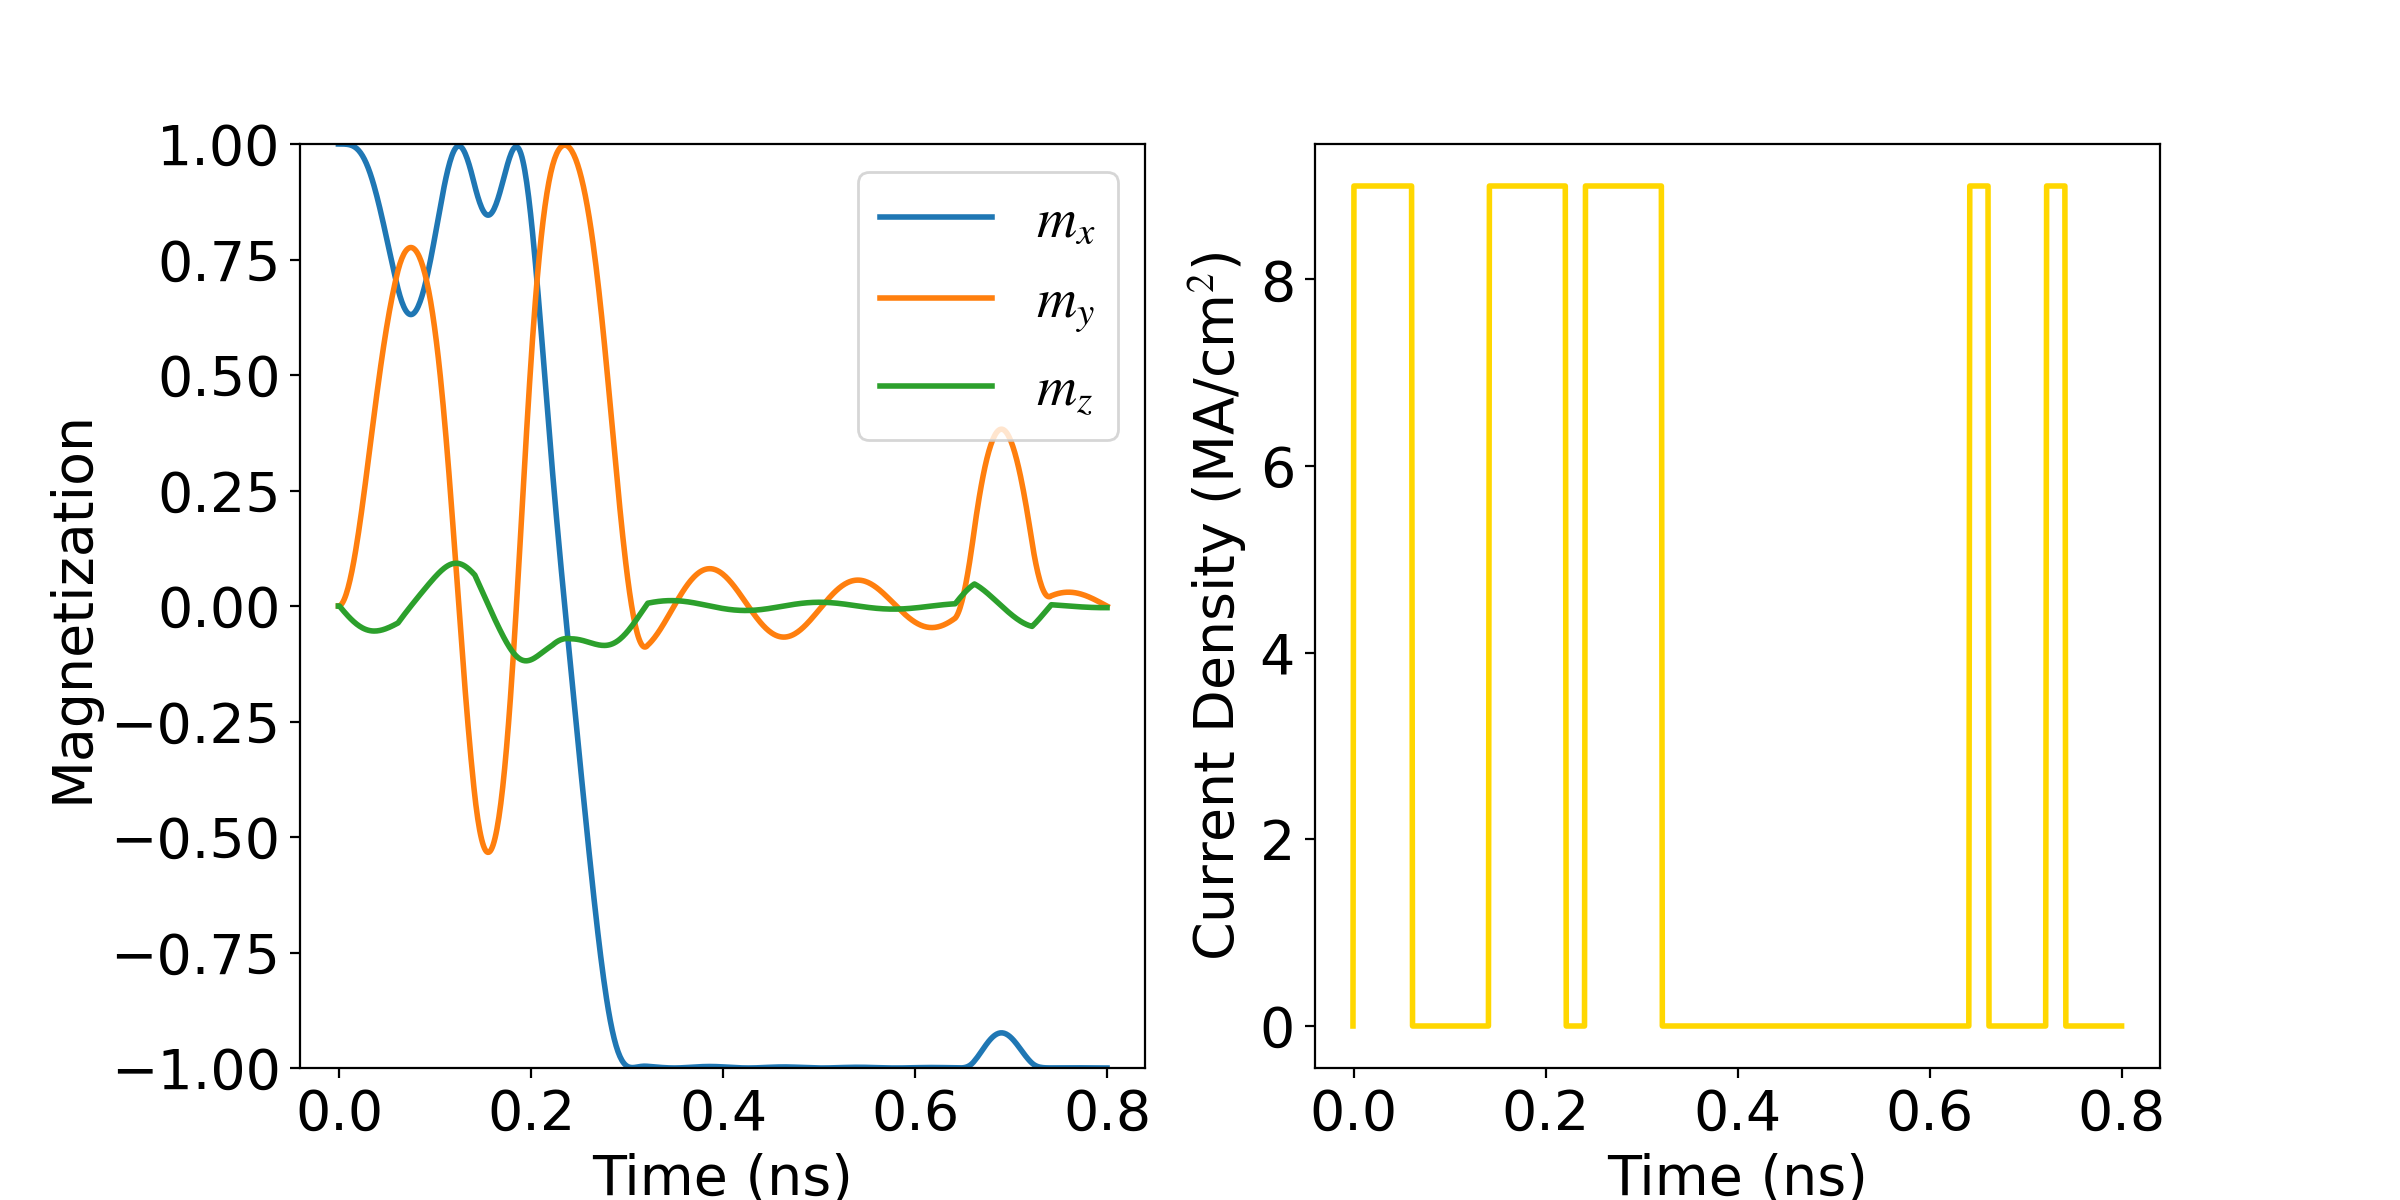 1.00
0.75
0.50
0.25
0.00
−0.25
−0.50
−0.75
−1.00
Magnetization
0.0 0.2 0.4 0.6 0.8
Time (ns)
m_x
m_y
m_z
8
6
4
2
0
Current Density (MA/cm²)
0.0 0.2 0.4 0.6 0.8
Time (ns)